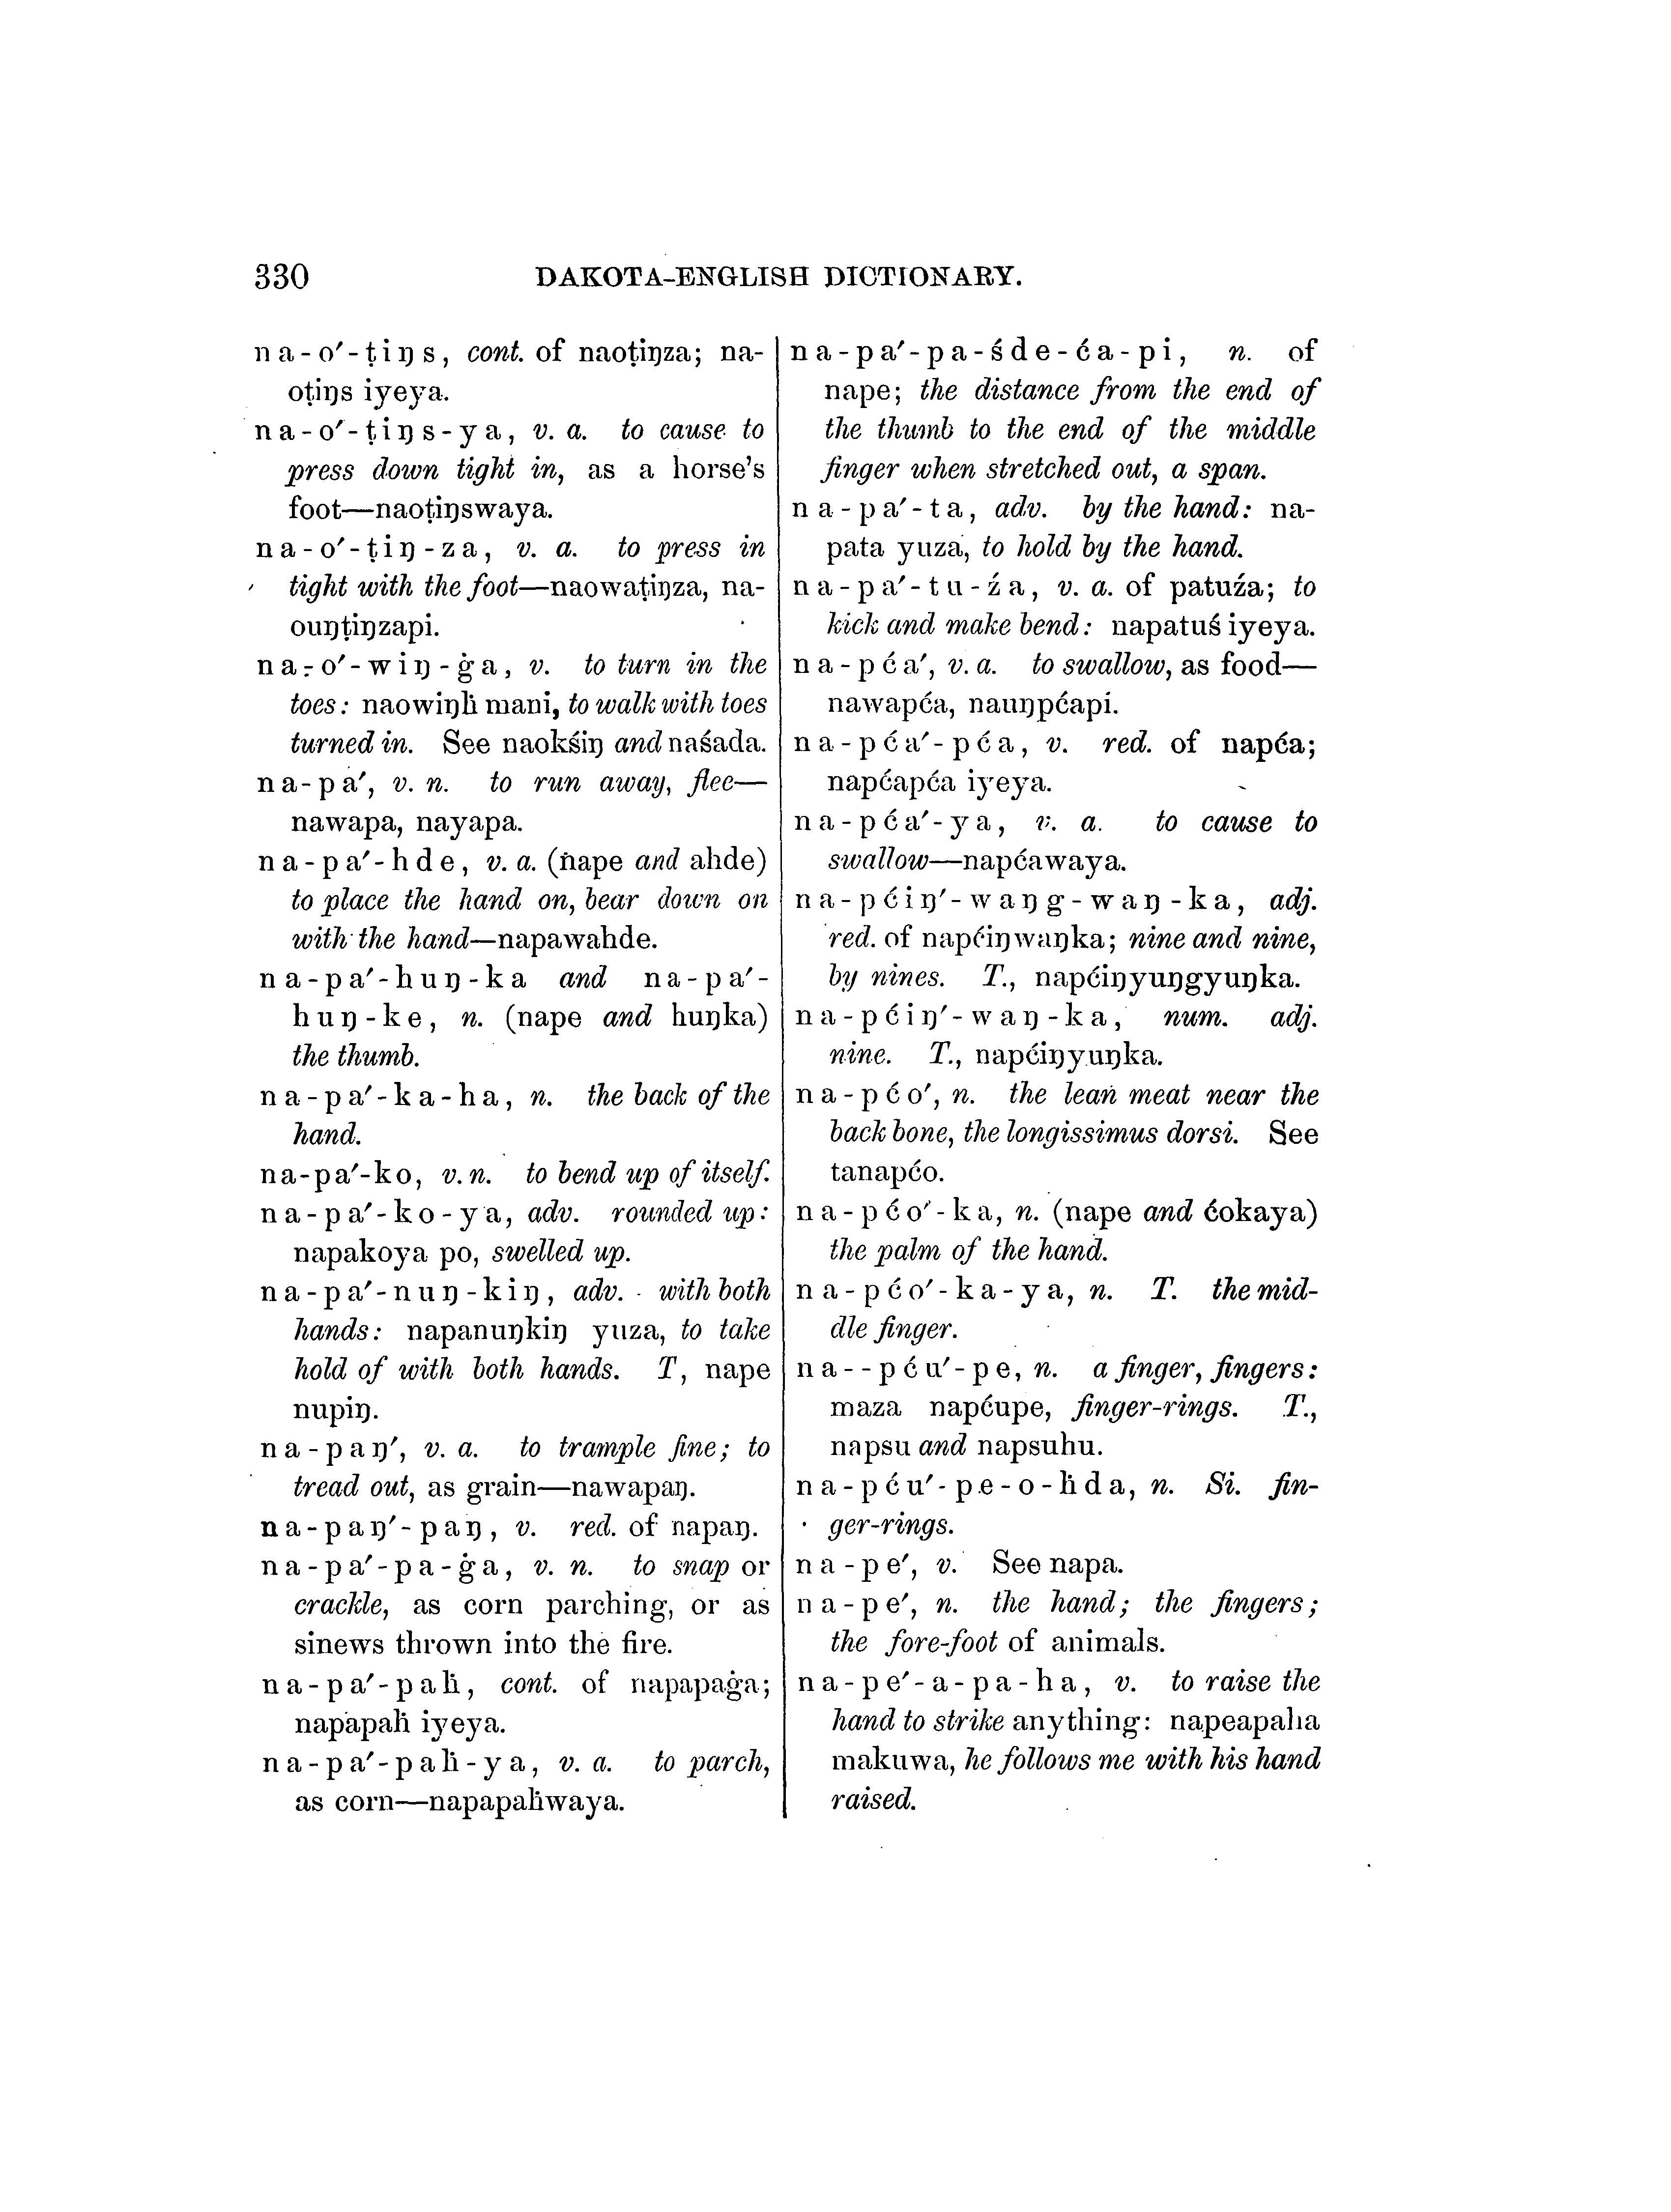 330 DAKOTA-ENGLISH DICTIONARY.
na-o′-ṭiŋs, cont. of naoṭiŋza; na-
oṭiŋs iyeya.
na-o′-ṭiŋs-ya, v. a. to cause to
press down tight in, as a horse's
foot—naoṭiŋswaya.
na-o′-ṭiŋ-za, v. a. to press in
tight with the foot—naowaṭiŋza, na-
ouŋṭiŋzapi.
na-o′-wiŋ-ġa, v. to turn in the
toes: naowiŋḣ mani, to walk with toes
turned in. See naokśiŋ and naśada.
na-pa′, v. n. to run away, flee—
nawapa, nayapa.
na-pa′-hde, v. a. (nape and ahde)
to place the hand on, bear down on
with the hand—napawahde.
na-pa′-huŋ-ka and na-pa′-
huŋ-ke, n. (nape and huŋka)
the thumb.
na-pa′-ka-ha, n. the back of the
hand.
na-pa′-ko, v. n. to bend up of itself.
na-pa′-ko-ya, adv. rounded up:
napakoya po, swelled up.
na-pa′-nuŋ-kiŋ, adv. with both
hands: napanuŋkiŋ yuza, to take
hold of with both hands. T, nape
nupiŋ.
na-paŋ′, v. a. to trample fine; to
tread out, as grain—nawapaŋ.
na-paŋ′-paŋ, v. red. of napaŋ.
na-pa′-pa-ġa, v. n. to snap or
crackle, as corn parching, or as
sinews thrown into the fire.
na-pa′-paḣ, cont. of napapaġa;
napapaḣ iyeya.
na-pa′-paḣ-ya, v. a. to parch,
as corn—napapaḣwaya.
na-pa′-pa-śde-ća-pi, n. of
nape; the distance from the end of
the thumb to the end of the middle
finger when stretched out, a span.
na-pa′-ta, adv. by the hand: na-
pata yuza, to hold by the hand.
na-pa′-tu-źa, v. a. of patuźa; to
kick and make bend: napatuś iyeya.
na-pća′, v. a. to swallow, as food—
nawapća, nauŋpćapi.
na-pća′-pća, v. red. of napća;
napćapća iyeya.
na-pća′-ya, v. a. to cause to
swallow—napćawaya.
na-pćiŋ′-waŋg-waŋ-ka, adj.
red. of napćiŋwaŋka; nine and nine,
by nines. T., napćiŋyuŋgyuŋka.
na-pćiŋ′-waŋ-ka, num. adj.
nine. T., napćiŋyuŋka.
na-pćo′, n. the lean meat near the
back bone, the longissimus dorsi. See
tanapćo.
na-pćo′-ka, n. (nape and ćokaya)
the palm of the hand.
na-pćo′-ka-ya, n. T. the mid-
dle finger.
na--pću′-pe, n. a finger, fingers:
maza napćupe, finger-rings. T.,
napsu and napsuhu.
na-pću′-pe-o-ḣda, n. Si. fin-
ger-rings.
na-pe′, v. See napa.
na-pe′, n. the hand; the fingers;
the fore-foot of animals.
na-pe′-a-pa-ha, v. to raise the
hand to strike anything: napeapaha
makuwa, he follows me with his hand
raised.